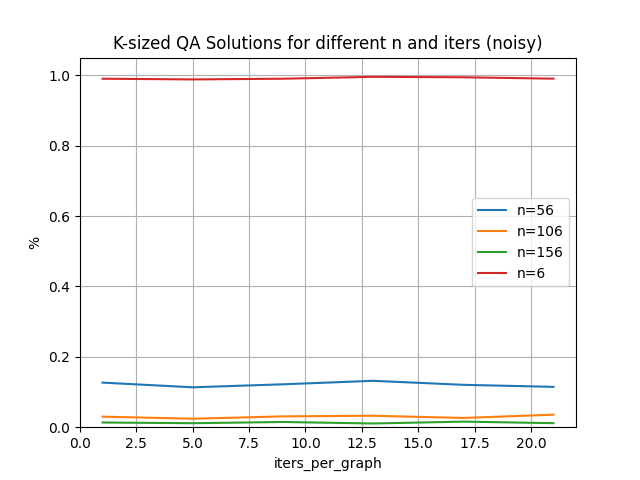 K-sized QA Solutions for different n and iters (noisy)
1.0
0.8
0.6
0.4
0.2
0.0
%
n=56
n=106
n=156
n=6
0.0 2.5 5.0 7.5 10.0 12.5 15.0 17.5 20.0
iters_per_graph